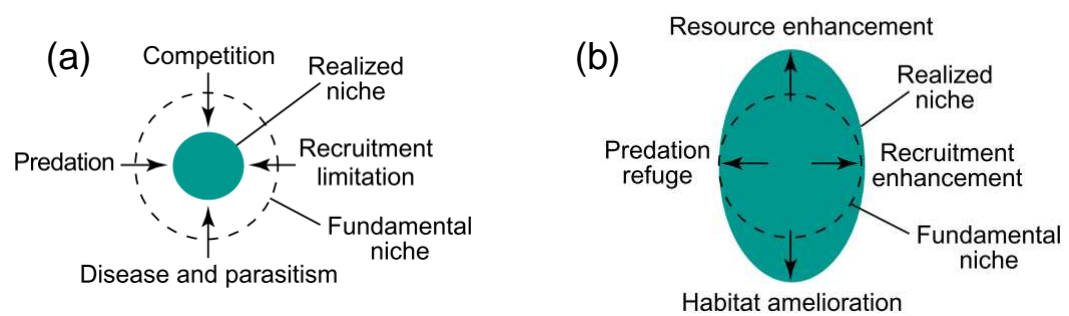 (a)
Competition
Realized
niche
Predation
Recruitment
limitation
Fundamental
niche
Disease and parasitism
(b)
Resource enhancement
Realized
niche
Predation
refuge
Recruitment
enhancement
Fundamental
niche
Habitat amelioration